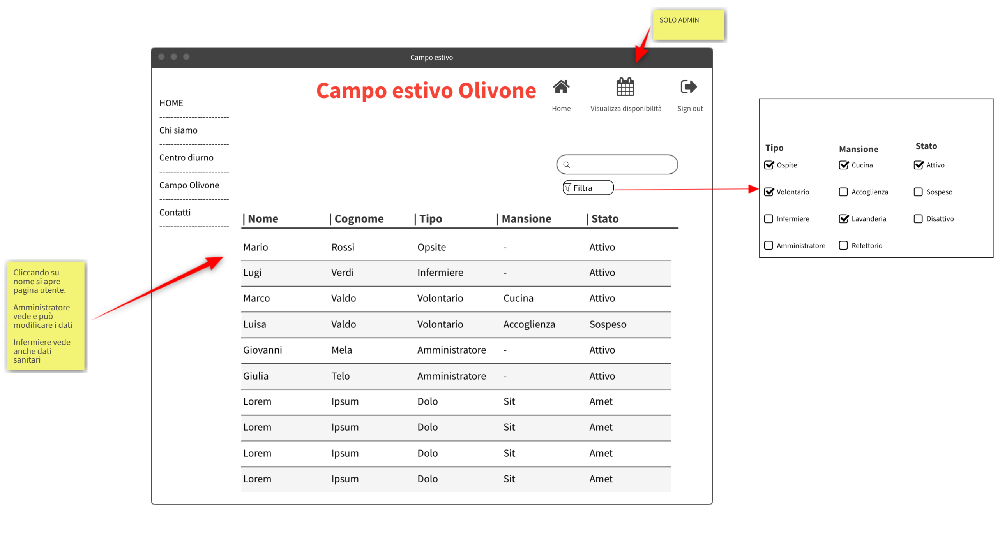 SOLO ADMIN
Campo estivo
Campo estivo Olivone
Home
Visualizza disponibilità
Sign out
HOME
------------------------
Chi siamo
------------------------
Centro diurno
------------------------
Campo Olivone
------------------------
Contatti
------------------------
Filtra
| Nome | Cognome | Tipo | Mansione | Stato
Mario Rossi Opsite - Attivo
Lugi Verdi Infermiere - Attivo
Marco Valdo Volontario Cucina Attivo
Luisa Valdo Volontario Accoglienza Sospeso
Giovanni Mela Amministratore - Attivo
Giulia Telo Amministratore - Attivo
Lorem Ipsum Dolo Sit Amet
Lorem Ipsum Dolo Sit Amet
Lorem Ipsum Dolo Sit Amet
Lorem Ipsum Dolo Sit Amet
Tipo Mansione Stato
Ospite Cucina Attivo
Volontario Accoglienza Sospeso
Infermiere Lavanderia Disattivo
Amministratore Refettorio
Cliccando su
nome si apre
pagina utente.
Amministratore
vede e può
modificare i dati
Infermiere vede
anche dati
sanitari